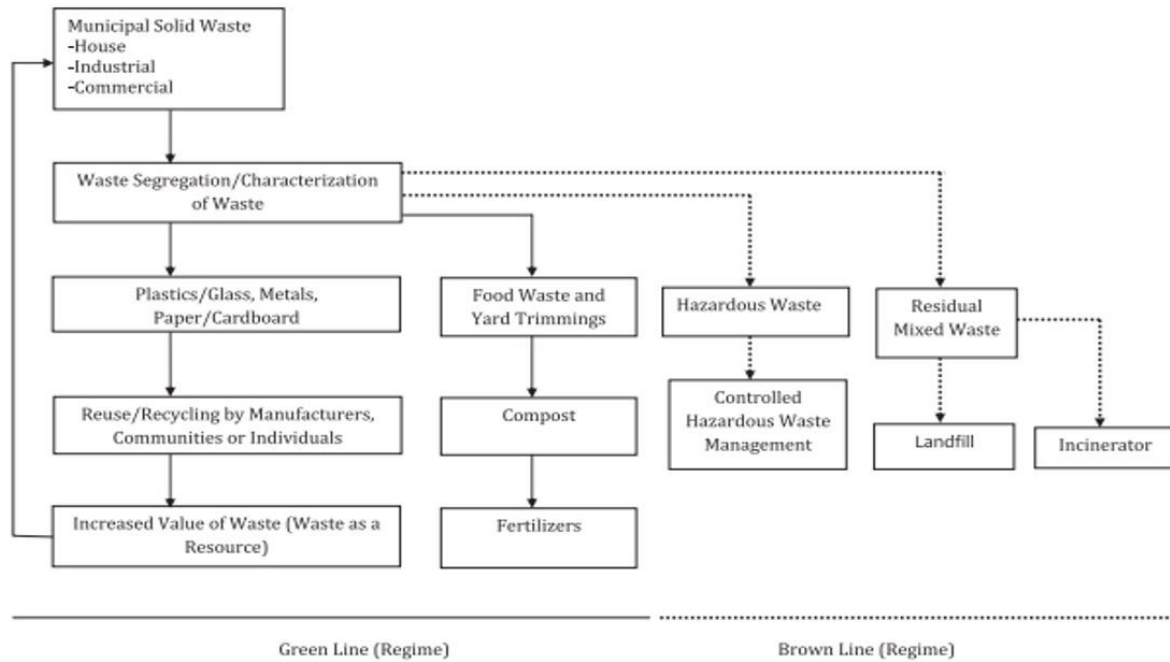 Municipal Solid Waste
-House
-Industrial
-Commercial
Waste Segregation/Characterization
of Waste
Plastics/Glass, Metals,
Paper/Cardboard
Food Waste and
Yard Trimmings
Hazardous Waste
Residual
Mixed Waste
Reuse/Recycling by Manufacturers,
Communities or Individuals
Compost
Controlled
Hazardous Waste
Management
Landfill
Incinerator
Increased Value of Waste (Waste as a
Resource)
Fertilizers
Green Line (Regime)
Brown Line (Regime)